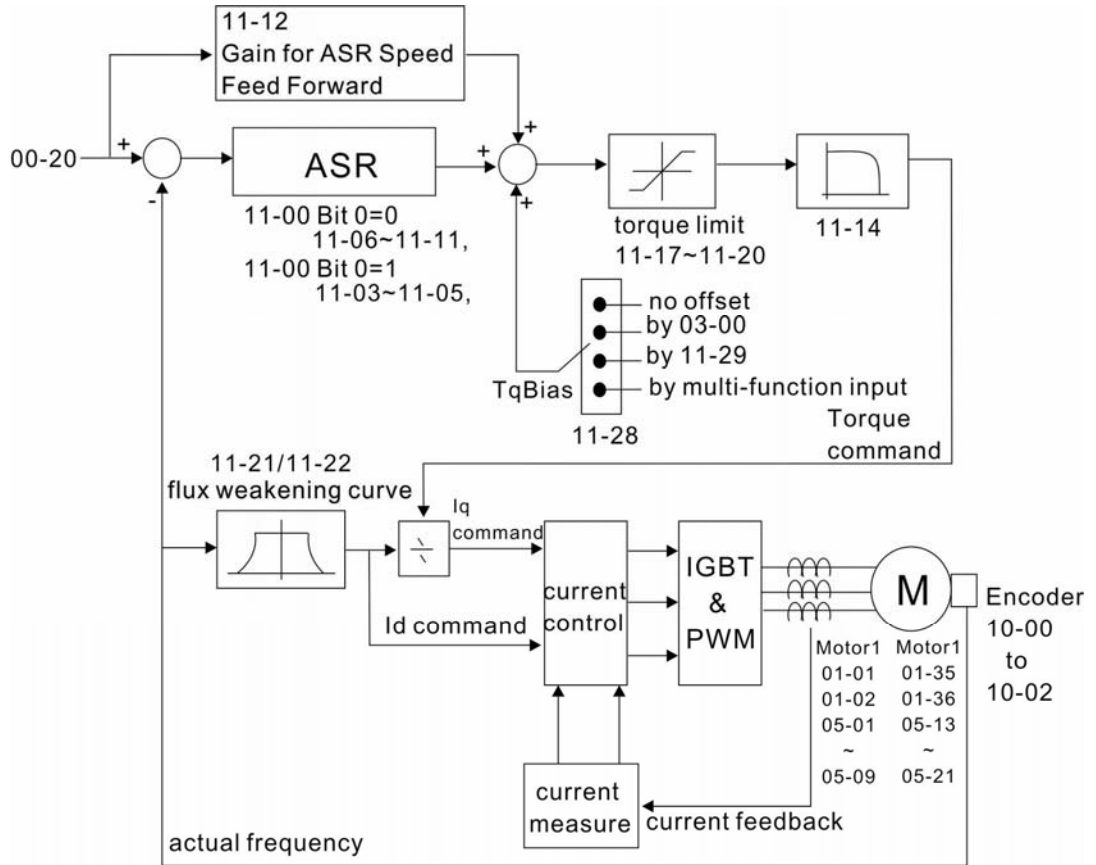 11-12
Gain for ASR Speed
Feed Forward
+
+
00-20
+
ASR
-
+
11-00 Bit 0=0
11-06~11-11,
11-00 Bit 0=1
11-03~11-05,
torque limit
11-17~11-20
11-14
no offset
by 03-00
by 11-29
by multi-function input
TqBias
11-28
Torque
command
11-21/11-22
flux weakening curve
Iq
command
Id command
current
control
IGBT
&
PWM
M
Encoder
10-00
to
10-02
Motor1
01-01
01-02
05-01
~
05-09
Motor1
01-35
01-36
05-13
~
05-21
current
measure
current feedback
actual frequency